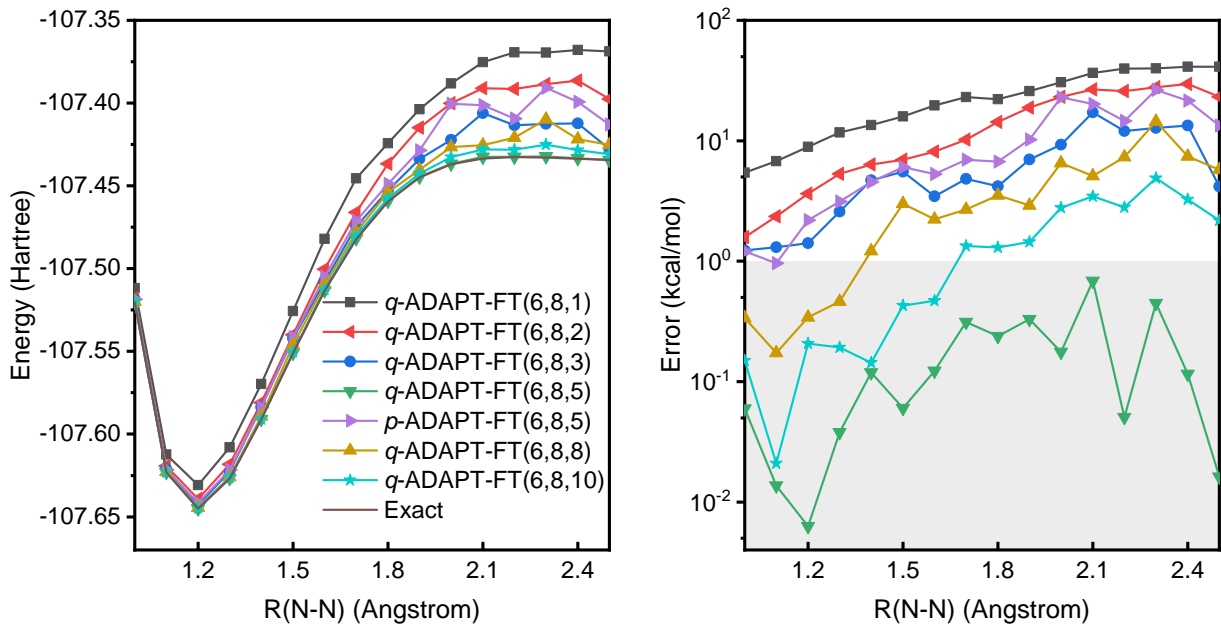 -107.35
-107.40
-107.45
-107.50
-107.55
-107.60
-107.65
Energy (Hartree)
1.2 1.5 1.8 2.1 2.4
R(N-N) (Angstrom)
q-ADAPT-FT(6,8,1)
q-ADAPT-FT(6,8,2)
q-ADAPT-FT(6,8,3)
q-ADAPT-FT(6,8,5)
p-ADAPT-FT(6,8,5)
q-ADAPT-FT(6,8,8)
q-ADAPT-FT(6,8,10)
Exact
10²
10¹
10⁰
10⁻¹
10⁻²
Error (kcal/mol)
1.2 1.5 1.8 2.1 2.4
R(N-N) (Angstrom)